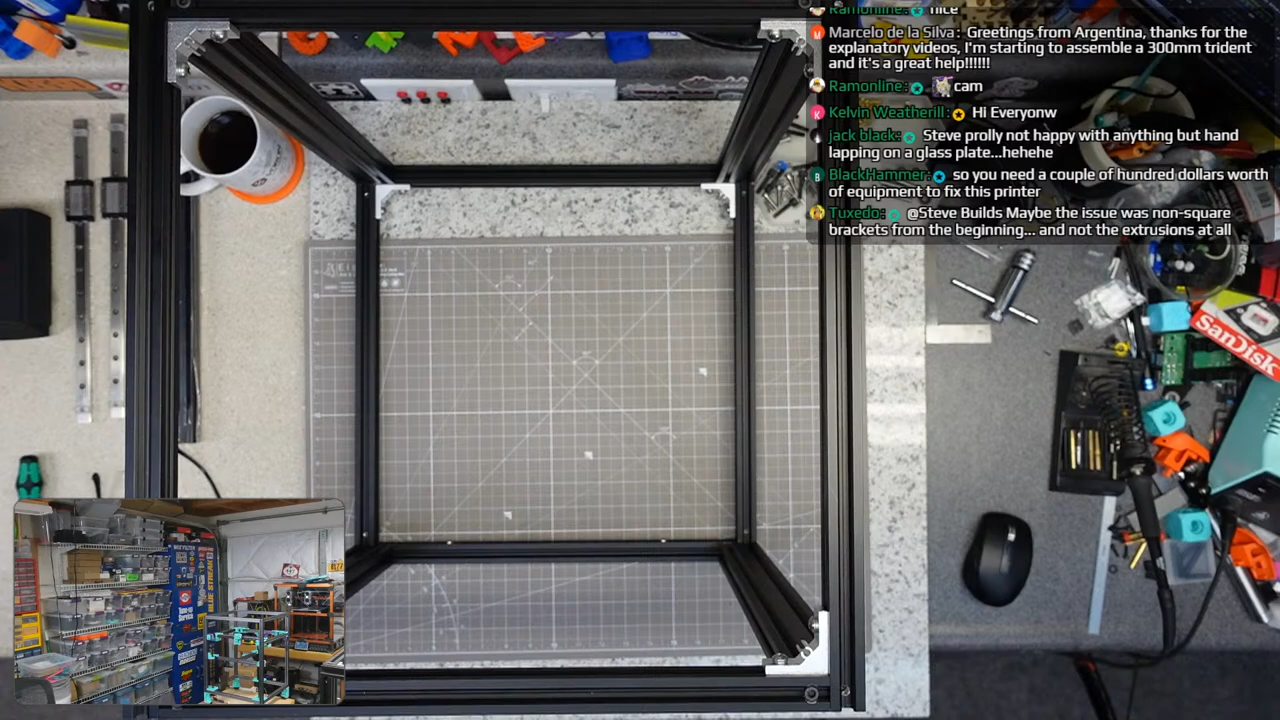 Ramonline: nice
Marcelo de la Silva: Greetings from Argentina, thanks for the
explanatory videos, I'm starting to assemble a 300mm trident
and it's a great help!!!!!!
Ramonline: cam
Kelvin Weatherill: Hi Everyonw
jack black: Steve prolly not happy with anything but hand
lapping on a glass plate...hehehe
BlackHammer: so you need a couple of hundred dollars worth
of equipment to fix this printer
Tuxedo: @Steve Builds Maybe the issue was non-square
brackets from the beginning... and not the extrusions at all
SanDisk
BLUE STREAK